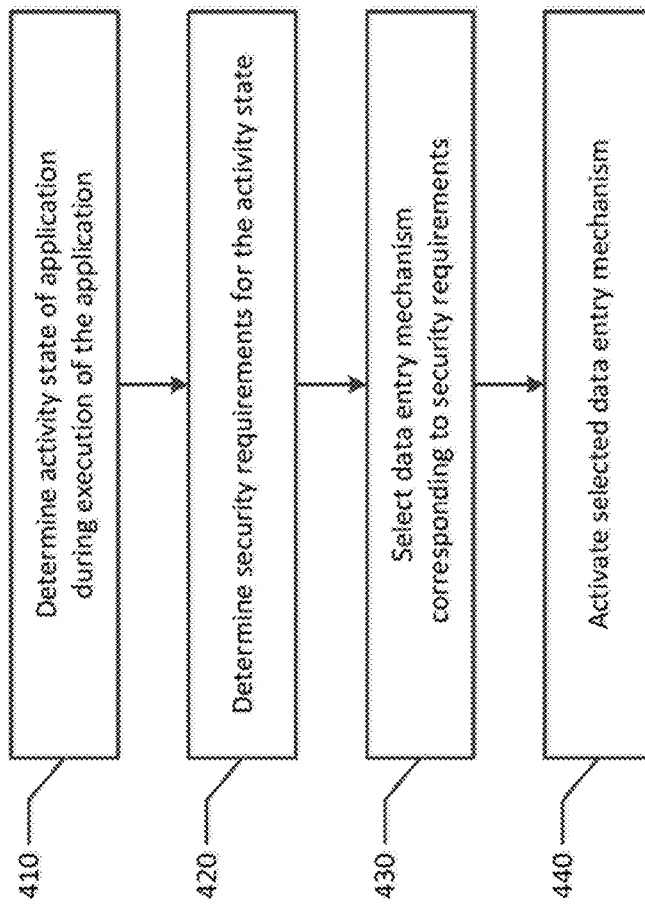 410
Determine activity state of application
during execution of the application
420
Determine security requirements for the activity state
430
Select data entry mechanism
corresponding to security requirements
440
Activate selected data entry mechanism